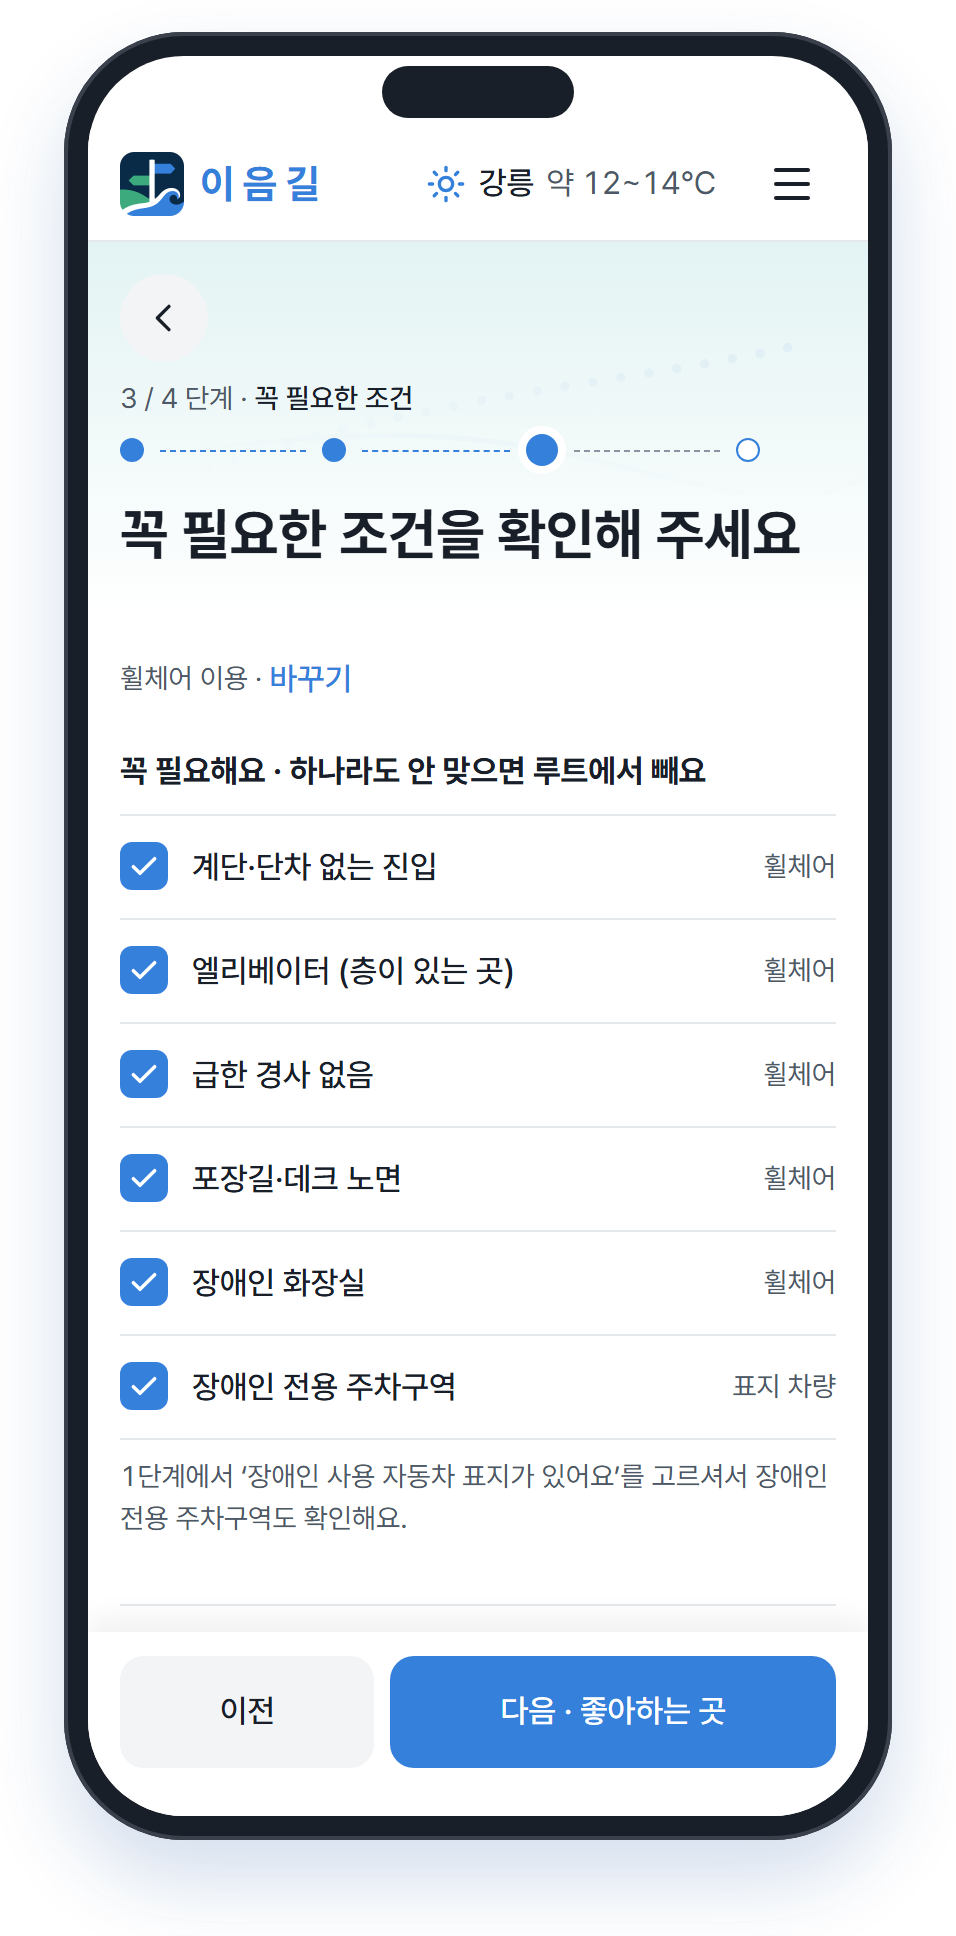 이음길
강릉 약 12~14°C
3 / 4 단계 · 꼭 필요한 조건
꼭 필요한 조건을 확인해 주세요
휠체어 이용 · 바꾸기
꼭 필요해요 · 하나라도 안 맞으면 루트에서 빼요
계단·단차 없는 진입 휠체어
엘리베이터 (층이 있는 곳) 휠체어
급한 경사 없음 휠체어
포장길·데크 노면 휠체어
장애인 화장실 휠체어
장애인 전용 주차구역 표지 차량
1단계에서 ‘장애인 사용 자동차 표지가 있어요’를 고르셔서 장애인
전용 주차구역도 확인해요.
이전 다음 · 좋아하는 곳